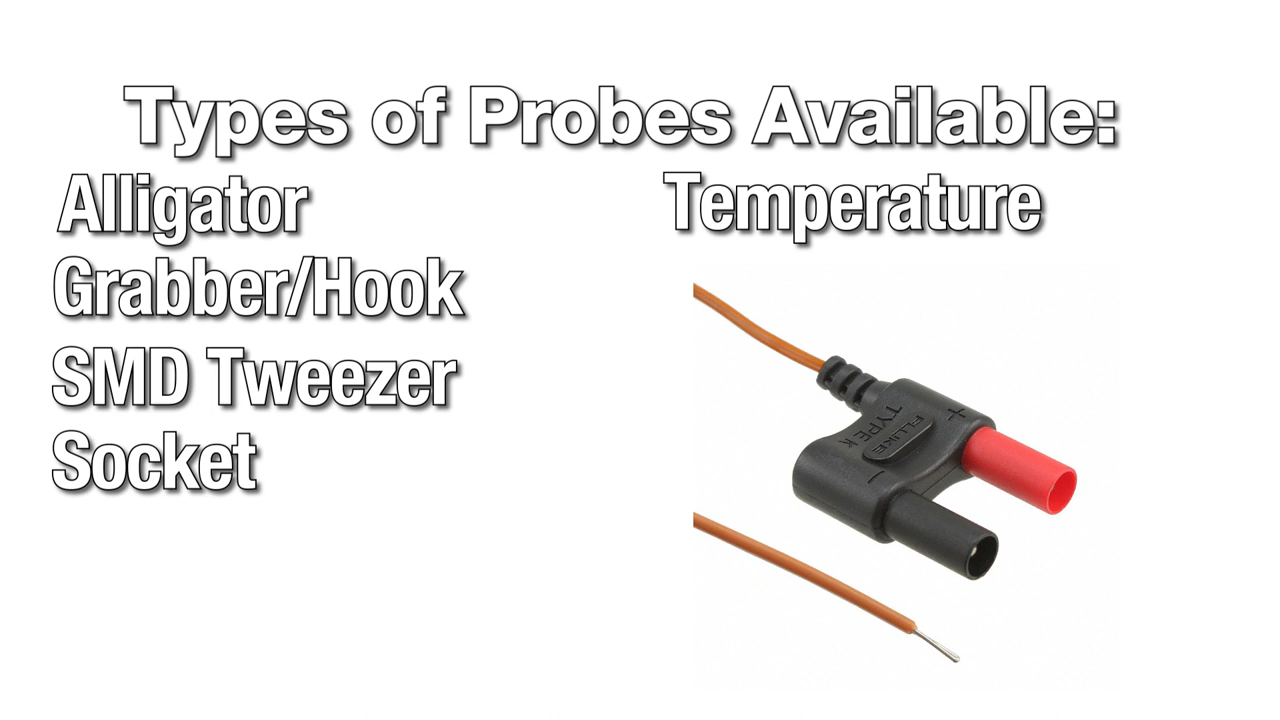 Types of Probes Available:
Alligator
Grabber/Hook
SMD Tweezer
Socket
Temperature
+
TYPE K
FLUKE
-